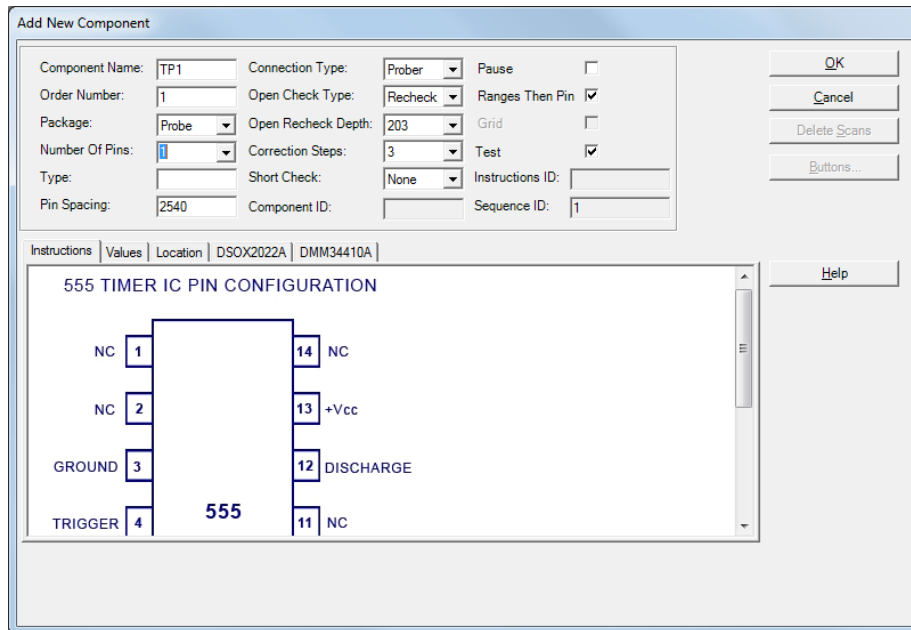 Add New Component
Component Name: TP1 Connection Type: Prober Pause
Order Number: 1 Open Check Type: Recheck Ranges Then Pin
Package: Probe Open Recheck Depth: 203 Grid
Number Of Pins: 1 Correction Steps: 3 Test
Type: Short Check: None Instructions ID:
Pin Spacing: 2540 Component ID: Sequence ID: 1
OK
Cancel
Delete Scans
Buttons...
Instructions Values Location DSOX2022A DMM34410A
Help
555 TIMER IC PIN CONFIGURATION
NC 1 14 NC
NC 2 13 +Vcc
GROUND 3 12 DISCHARGE
TRIGGER 4 555 11 NC